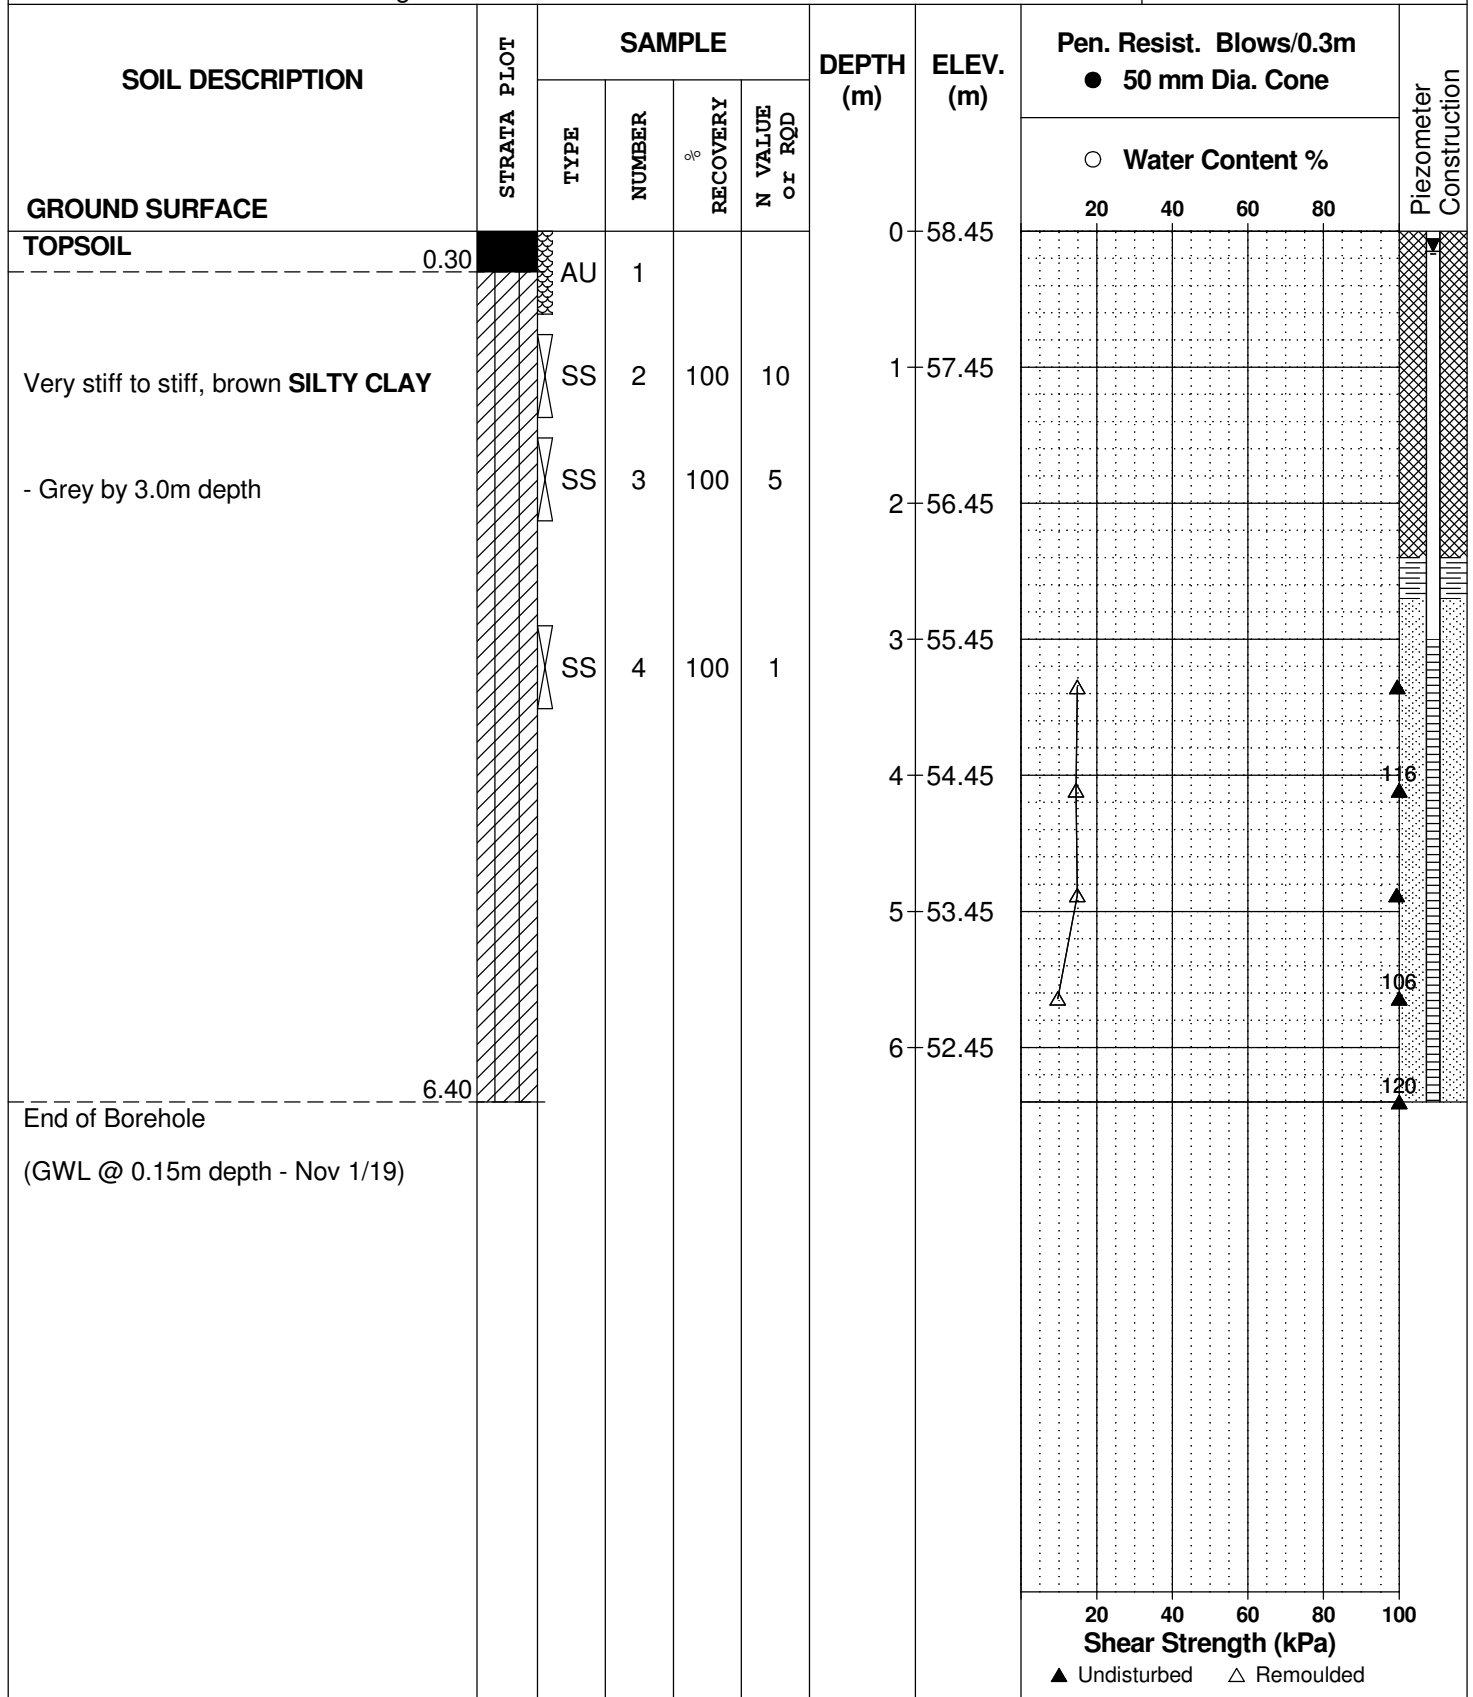 SOIL DESCRIPTION
GROUND SURFACE
STRATA PLOT
SAMPLE
TYPE
NUMBER
%
RECOVERY
N VALUE
or RQD
DEPTH
(m)
ELEV.
(m)
Pen. Resist. Blows/0.3m
● 50 mm Dia. Cone
○ Water Content %
20 40 60 80
Piezometer
Construction
TOPSOIL
0.30
AU 1
0 58.45
Very stiff to stiff, brown SILTY CLAY
SS 2 100 10
1 57.45
- Grey by 3.0m depth
SS 3 100 5
2 56.45
3 55.45
SS 4 100 1
4 54.45
116
5 53.45
106
6 52.45
6.40
120
End of Borehole
(GWL @ 0.15m depth - Nov 1/19)
20 40 60 80 100
Shear Strength (kPa)
▲ Undisturbed △ Remoulded